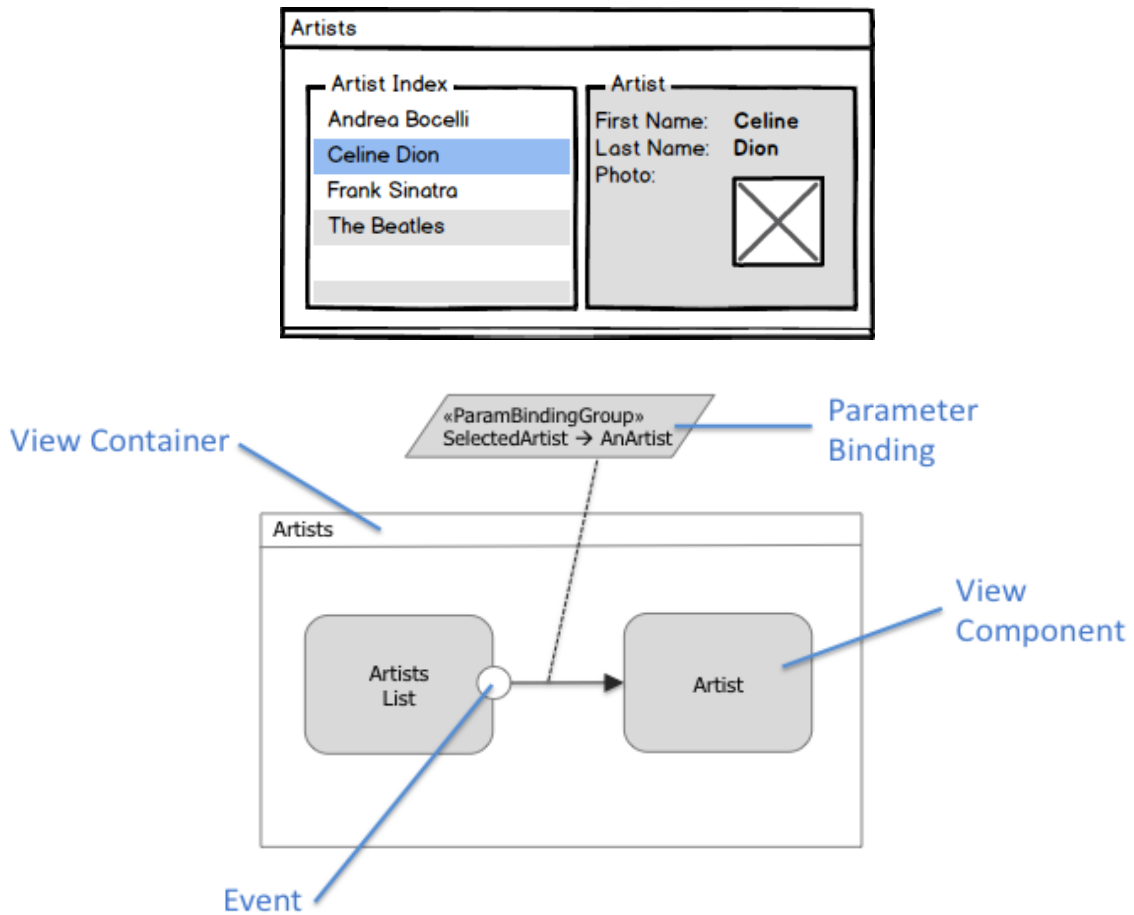 Artists
Artist Index
Andrea Bocelli
Celine Dion
Frank Sinatra
The Beatles
Artist
First Name: Celine
Last Name: Dion
Photo:
«ParamBindingGroup»
SelectedArtist → AnArtist
Parameter
Binding
View Container
Artists
View
Component
Artists
List
Artist
Event